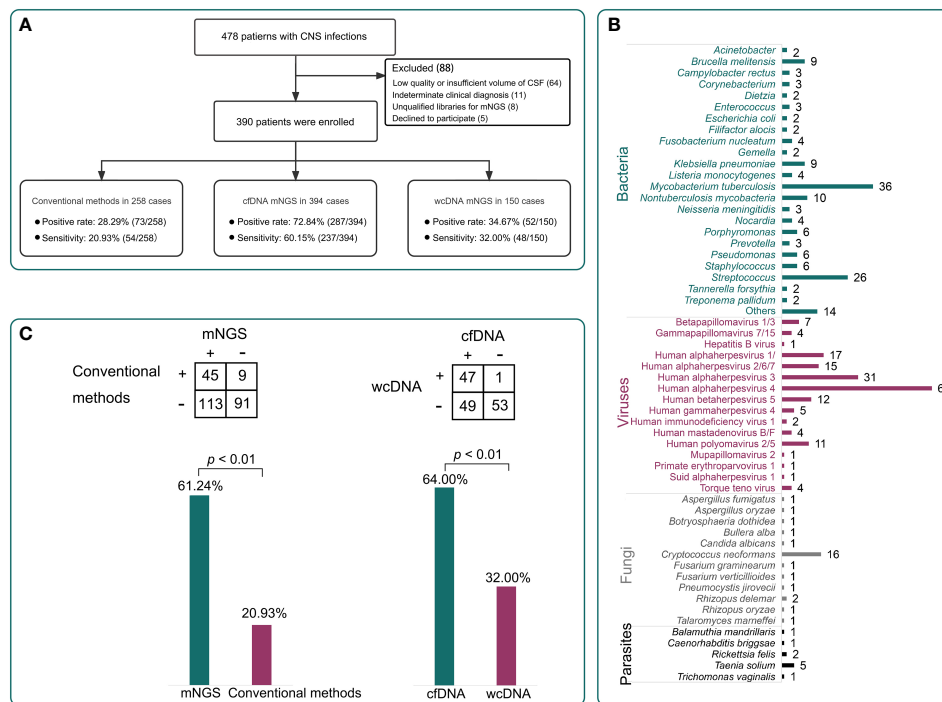 A
478 patierns with CNS infections
Excluded (88)
Low quality or insufficient volume of CSF (64)
Indeterminate clinical diagnosis (11)
Unqualified libraries for mNGS (8)
Declined to participate (5)
390 patients were enrolled
Conventional methods in 258 cases
● Positive rate: 28.29% (73/258)
● Sensitivity: 20.93% (54/258)
cfDNA mNGS in 394 cases
● Positive rate: 72.84% (287/394)
● Sensitivity: 60.15% (237/394)
wcDNA mNGS in 150 cases
● Positive rate: 34.67% (52/150)
● Sensitivity: 32.00% (48/150)
B
Bacteria
Acinetobacter 2
Brucella melitensis 9
Campylobacter rectus 3
Corynebacterium 3
Dietzia 2
Enterococcus 3
Escherichia coli 2
Filifactor alocis 2
Fusobacterium nucleatum 4
Gemella 2
Klebsiella pneumoniae 9
Listeria monocytogenes 4
Mycobacterium tuberculosis 36
Nontuberculosis mycobacteria 10
Neisseria meningitidis 3
Nocardia 4
Porphyromonas 6
Prevotella 3
Pseudomonas 6
Staphylococcus 6
Streptococcus 26
Tannerella forsythia 2
Treponema pallidum 2
Others 14
Viruses
Betapapillomavirus 1/3 7
Gammapapillomavirus 7/15 4
Hepatitis B virus 1
Human alphaherpesvirus 1/ 17
Human alphaherpesvirus 2/6/7 15
Human alphaherpesvirus 3 31
Human alphaherpesvirus 4 6
Human betaherpesvirus 5 12
Human gammaherpesvirus 4 5
Human immunodeficiency virus 1 2
Human mastadenovirus B/F 4
Human polyomavirus 2/5 11
Mupapillomavirus 2 1
Primate erythroparvovirus 1 1
Suid alphaherpesvirus 1 1
Torque teno virus 4
Fungi
Aspergillus fumigatus 1
Aspergillus oryzae 1
Botryosphaeria dothidea 1
Bullera alba 1
Candida albicans 1
Cryptococcus neoformans 16
Fusarium graminearum 1
Fusarium verticillioides 1
Pneumocystis jirovecii 1
Rhizopus delemar 2
Rhizopus oryzae 1
Talaromyces marneffei 1
Parasites
Balamuthia mandrillaris 1
Caenorhabditis briggsae 1
Rickettsia felis 2
Taenia solium 5
Trichomonas vaginalis 1
C
mNGS
+ -
Conventional methods
+ 45 9
- 113 91
cfDNA
+ -
wcDNA
+ 47 1
- 49 53
p < 0.01
61.24%
20.93%
mNGS Conventional methods
p < 0.01
64.00%
32.00%
cfDNA wcDNA